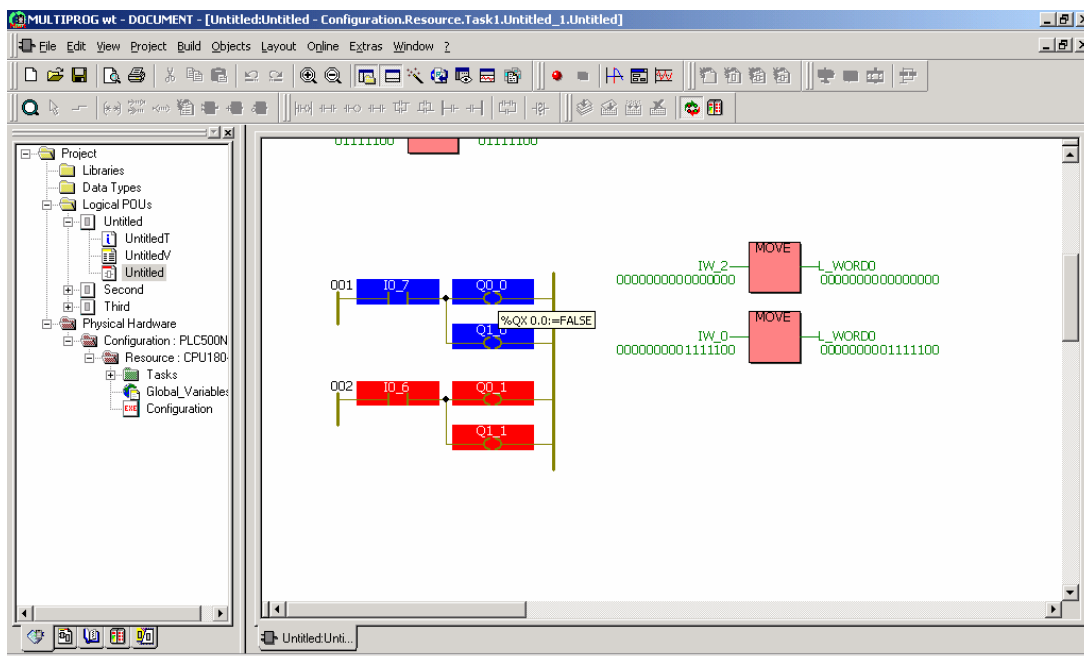 MULTIPROG wt - DOCUMENT - [Untitled:Untitled - Configuration.Resource.Task1.Untitled_1.Untitled]
File Edit View Project Build Objects Layout Online Extras Window ?
Project
Libraries
Data Types
Logical POUs
Untitled
UntitledT
UntitledV
Untitled
Second
Third
Physical Hardware
Configuration : PLC500N
Resource : CPU180-
Tasks
Global_Variables
EXE Configuration
01111100 01111100
MOVE
IW_2 L_WORD0
0000000000000000 0000000000000000
001 I0_7 Q0_0
%QX 0.0:=FALSE
Q1_0
MOVE
IW_0 L_WORD0
0000000001111100 0000000001111100
002 I0_6 Q0_1
Q1_1
Untitled:Unti...